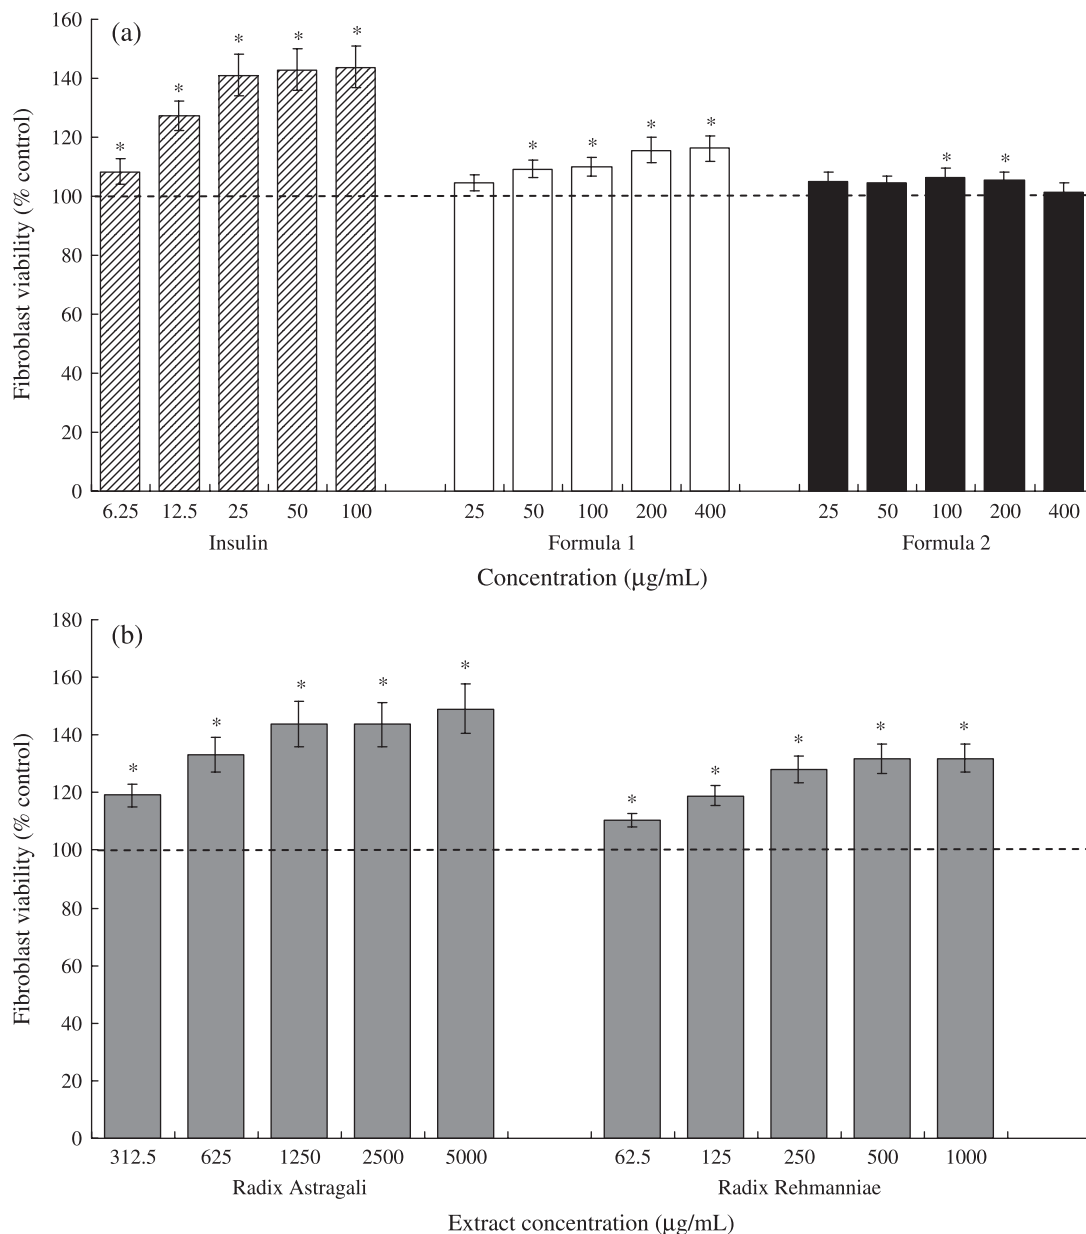 (a)
160
140
120
100
80
60
40
20
0
Fibroblast viability (% control)
* * * * * * * * * * *
6.25 12.5 25 50 100 25 50 100 200 400 25 50 100 200 400
Insulin Formula 1 Formula 2
Concentration (μg/mL)
(b)
180
160
140
120
100
80
60
40
20
0
Fibroblast viability (% control)
* * * * * * * * * *
312.5 625 1250 2500 5000 62.5 125 250 500 1000
Radix Astragali Radix Rehmanniae
Extract concentration (μg/mL)